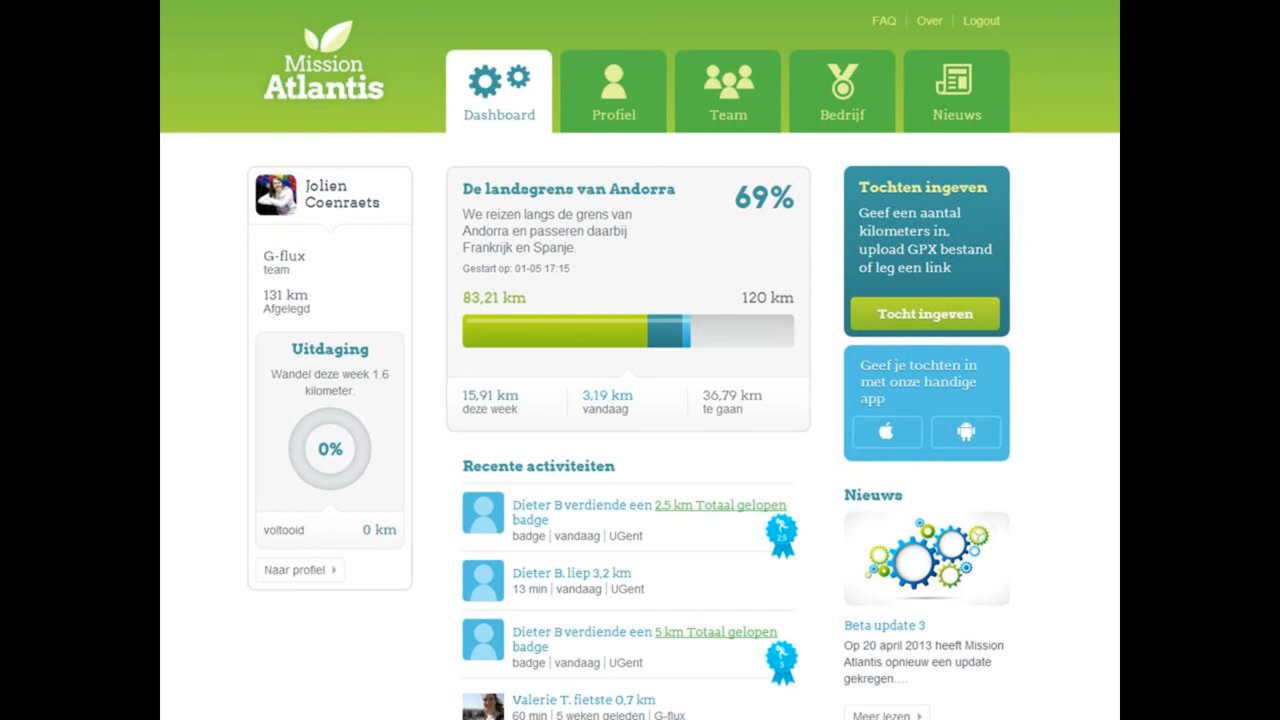 FAQ
Over
Logout
Mission
Atlantis
Dashboard
Profiel
Team
Bedrijf
Nieuws
Jolien
Coenraets
G-flux
team
131 km
Afgelegd
Uitdaging
Wandel deze week 1.6
kilometer.
0%
voltooid
0 km
Naar profiel
De landsgrens van Andorra
69%
We reizen langs de grens van
Andorra en passeren daarbij
Frankrijk en Spanje.
Gestart op: 01-05 17:15
83,21 km
120 km
15,91 km
deze week
3,19 km
vandaag
36,79 km
te gaan
Recente activiteiten
Dieter B verdiende een 2.5 km Totaal gelopen
badge
badge | vandaag | UGent
2.5
Dieter B. liep 3,2 km
13 min | vandaag | UGent
Dieter B verdiende een 5 km Totaal gelopen
badge
badge | vandaag | UGent
5
Valerie T. fietste 0,7 km
60 min | 5 weken geleden | G-flux
Tochten ingeven
Geef een aantal
kilometers in,
upload GPX bestand
of leg een link
Tocht ingeven
Geef je tochten in
met onze handige
app
Nieuws
Beta update 3
Op 20 april 2013 heeft Mission
Atlantis opnieuw een update
gekregen....
Meer lezen